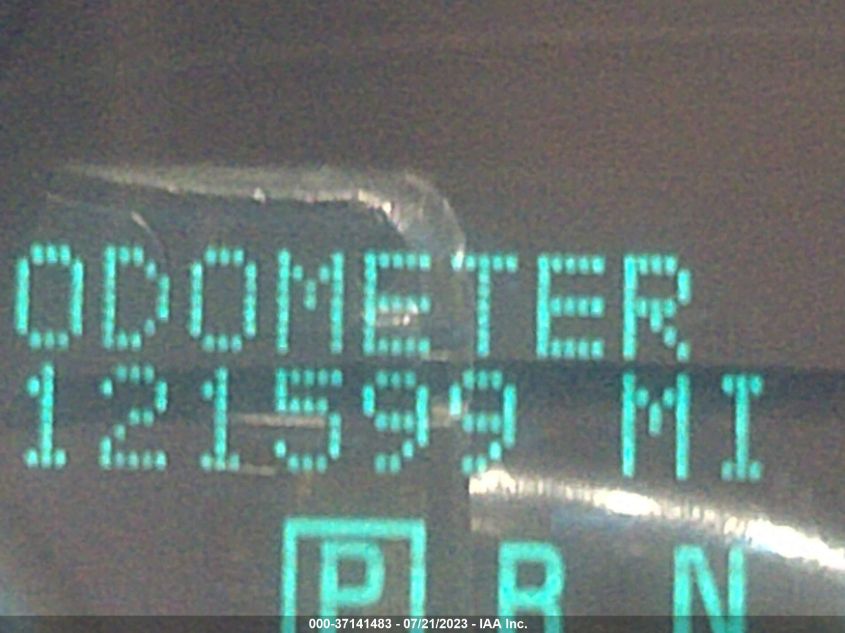 ODOMETER
121599 MI
P R N
000-37141483 - 07/21/2023 - IAA Inc.